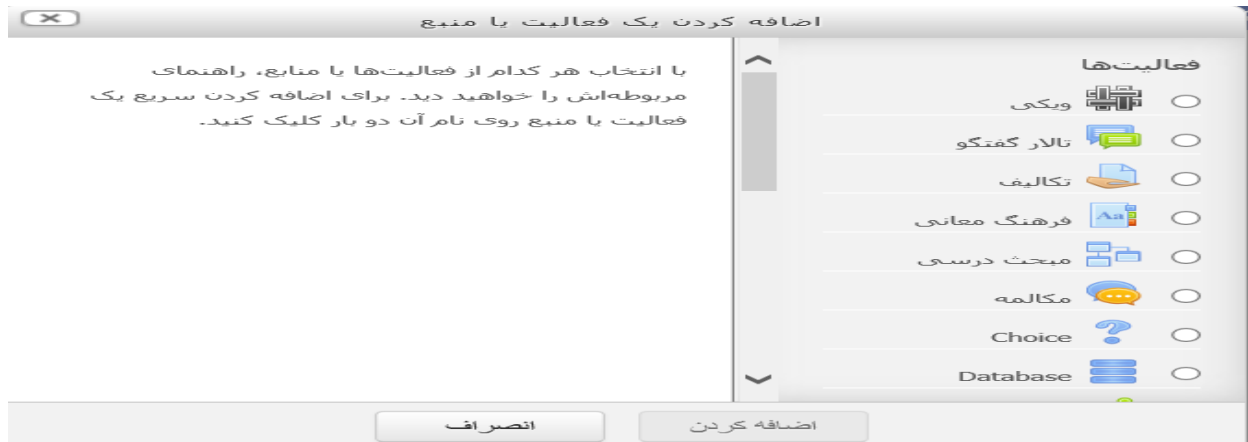 اضافه کردن یک فعالیت یا منبع
فعالیت‌ها
ویکی
تالار گفتگو
تکالیف
فرهنگ معانی
مبحث درسی
مکالمه
Choice
Database
با انتخاب هر کدام از فعالیت‌ها یا منابع، راهنمای
مربوطه‌اش را خواهید دید. برای اضافه کردن سریع یک
فعالیت یا منبع روی نام آن دو بار کلیک کنید.
اضافه کردن
انصراف